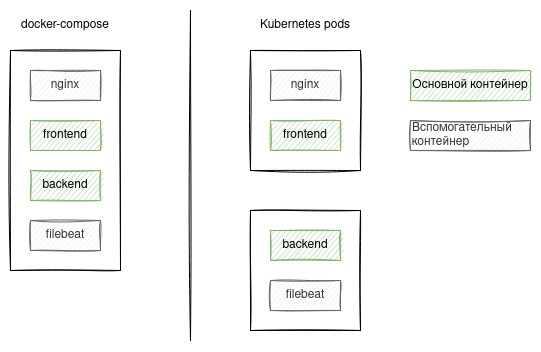 docker-compose
nginx
frontend
backend
filebeat
Kubernetes pods
nginx
frontend
backend
filebeat
Основной контейнер
Вспомогательный
контейнер